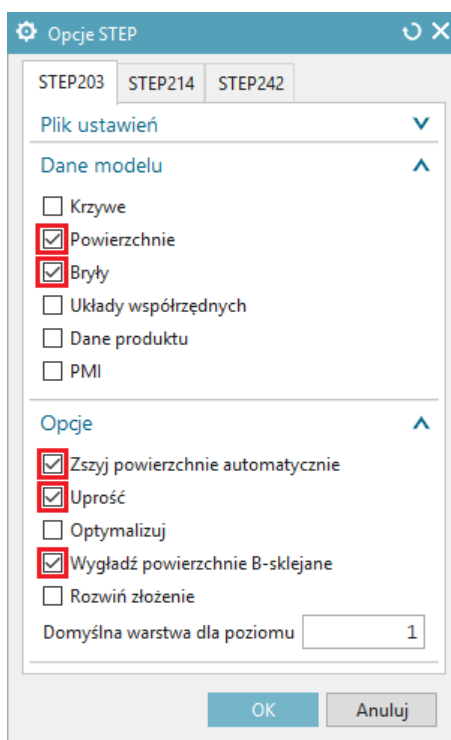 Opcje STEP
STEP203 STEP214 STEP242
Plik ustawień
Dane modelu
Krzywe
Powierzchnie
Bryły
Układy współrzędnych
Dane produktu
PMI
Opcje
Zszyj powierzchnie automatycznie
Uprość
Optymalizuj
Wygładź powierzchnie B-sklejane
Rozwiń złożenie
Domyślna warstwa dla poziomu 1
OK Anuluj